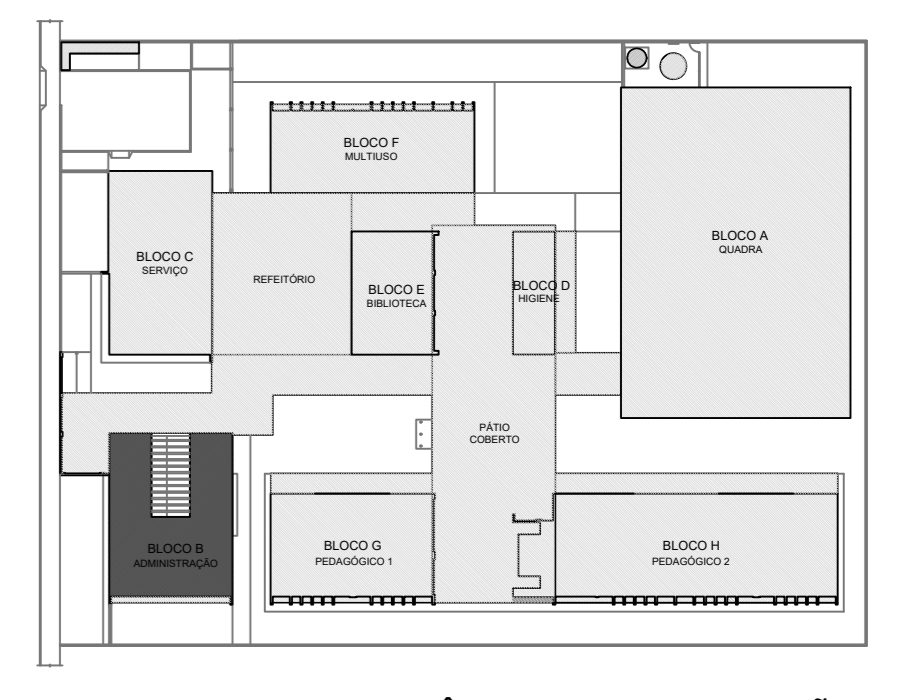 BLOCO F
MULTIUSO
BLOCO A
QUADRA
BLOCO C
SERVIÇO
REFEITÓRIO
BLOCO E
BIBLIOTECA
BLOCO D
HIGIENE
PÁTIO
COBERTO
BLOCO B
ADMINISTRAÇÃO
BLOCO G
PEDAGÓGICO 1
BLOCO H
PEDAGÓGICO 2